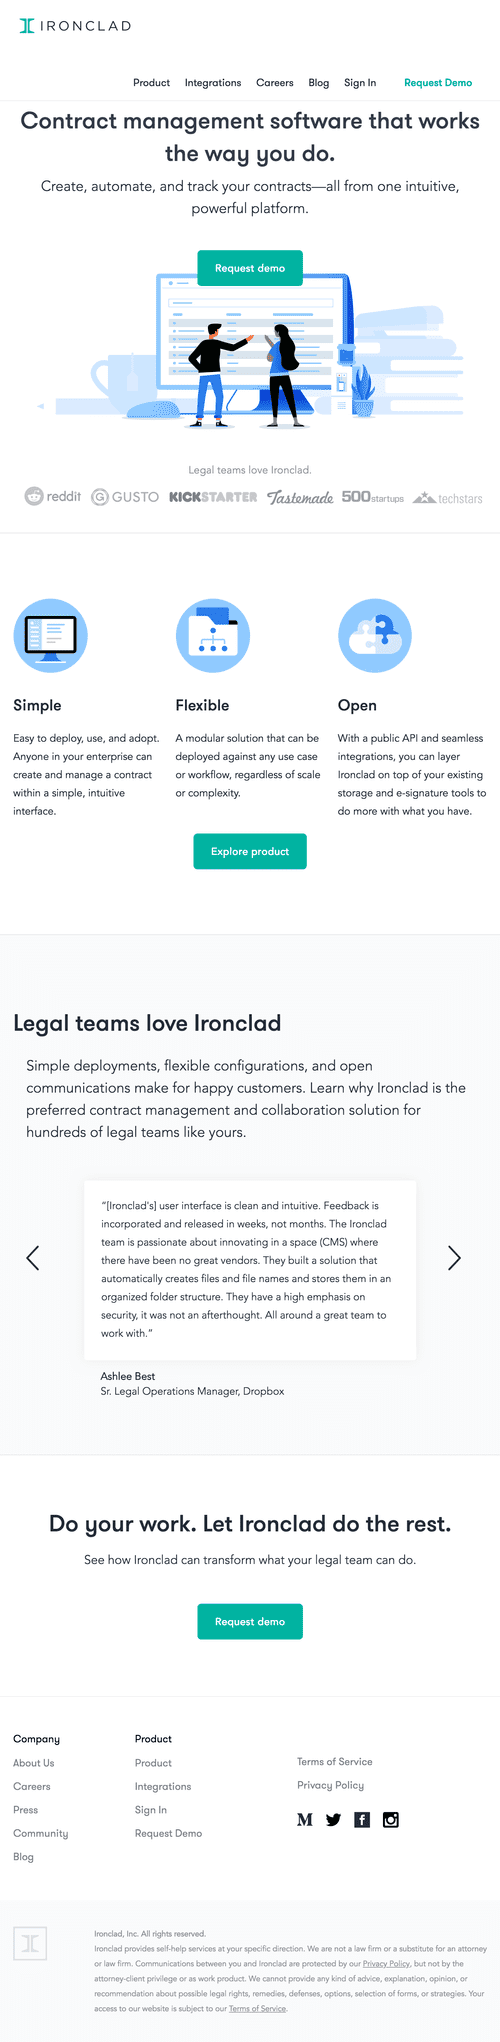 IRONCLAD
Product Integrations Careers Blog Sign In Request Demo
Contract management software that works
the way you do.
Create, automate, and track your contracts—all from one intuitive,
powerful platform.
Request demo
Legal teams love Ironclad.
reddit GUSTO KICKSTARTER Tastemade 500startups techstars
Simple
Easy to deploy, use, and adopt.
Anyone in your enterprise can
create and manage a contract
within a simple, intuitive
interface.
Flexible
A modular solution that can be
deployed against any use case
or workflow, regardless of scale
or complexity.
Open
With a public API and seamless
integrations, you can layer
Ironclad on top of your existing
storage and e-signature tools to
do more with what you have.
Explore product
Legal teams love Ironclad
Simple deployments, flexible configurations, and open
communications make for happy customers. Learn why Ironclad is the
preferred contract management and collaboration solution for
hundreds of legal teams like yours.
“[Ironclad's] user interface is clean and intuitive. Feedback is
incorporated and released in weeks, not months. The Ironclad
team is passionate about innovating in a space (CMS) where
there have been no great vendors. They built a solution that
automatically creates files and file names and stores them in an
organized folder structure. They have a high emphasis on
security, it was not an afterthought. All around a great team to
work with.”
Ashlee Best
Sr. Legal Operations Manager, Dropbox
Do your work. Let Ironclad do the rest.
See how Ironclad can transform what your legal team can do.
Request demo
Company
About Us
Careers
Press
Community
Blog
Product
Product
Integrations
Sign In
Request Demo
Terms of Service
Privacy Policy
Ironclad, Inc. All rights reserved.
Ironclad provides self-help services at your specific direction. We are not a law firm or a substitute for an attorney
or law firm. Communications between you and Ironclad are protected by our Privacy Policy, but not by the
attorney-client privilege or as work product. We cannot provide any kind of advice, explanation, opinion, or
recommendation about possible legal rights, remedies, defenses, options, selection of forms, or strategies. Your
access to our website is subject to our Terms of Service.